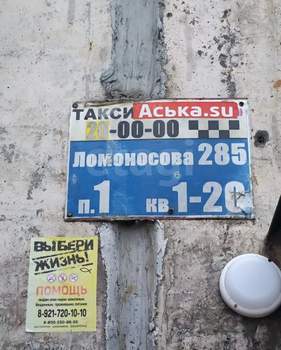 ТАКСИ Аська.su
20-00-00
Ломоносова 285
п.1 кв 1-20
ВЫБЕРИ
ЖИЗНЬ!
ПОМОЩЬ
8-921-720-10-10